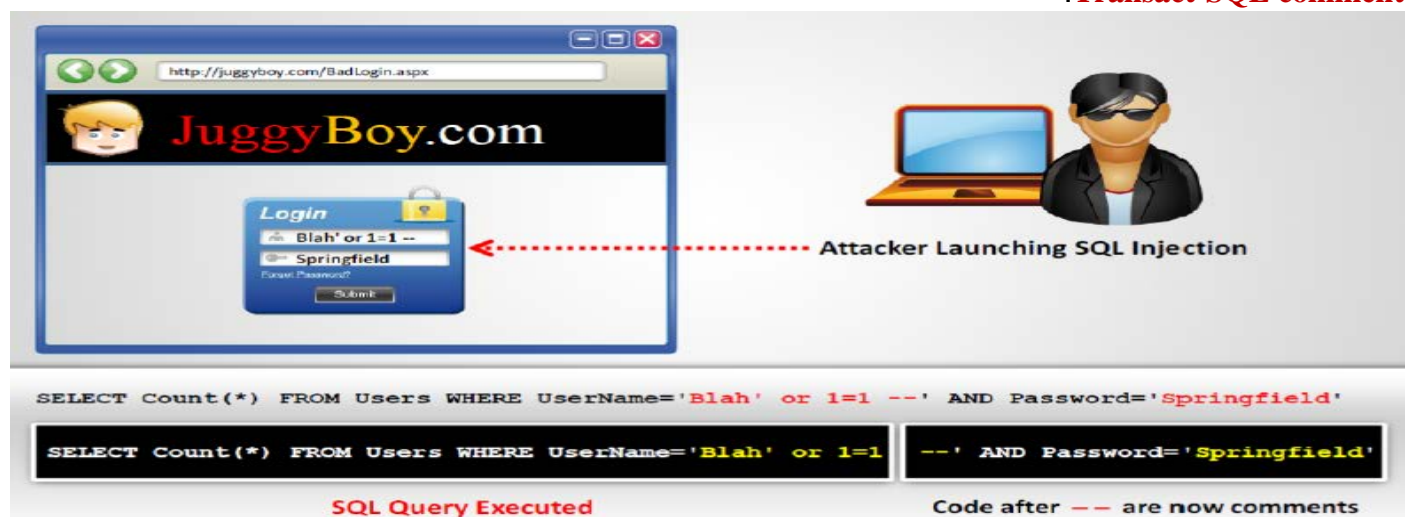 http://juggyboy.com/BadLogin.aspx
JuggyBoy.com
Login
Blah' or 1=1 --
Springfield
Forgot Password?
Submit
Attacker Launching SQL Injection
SELECT Count(*) FROM Users WHERE UserName='Blah' or 1=1 --' AND Password='Springfield'
SELECT Count(*) FROM Users WHERE UserName='Blah' or 1=1 --' AND Password='Springfield'
SQL Query Executed Code after -- are now comments